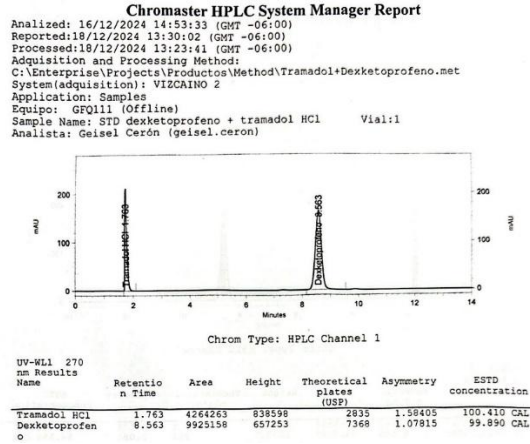 Chromaster HPLC System Manager Report
Analized: 16/12/2024 14:53:33 (GMT -06:00)
Reported:18/12/2024 13:30:02 (GMT -06:00)
Processed:18/12/2024 13:23:41 (GMT -06:00)
Adquisition and Processing Method:
C:\Enterprise\Projects\Productos\Method\Tramadol+Dexketoprofeno.met
System(adquisition): VIZCAINO 2
Application: Samples
Equipo: GFQ111 (Offline)
Sample Name: STD dexketoprofeno + tramadol HCl Vial:1
Analista: Geisel Cerón (geisel.ceron)
mAU
200
100
0
Tramadol HCl 1.763
Dexketoprofeno 8.563
200
100
0
mAU
0 2 4 6 8 10 12 14
Minutes
Chrom Type: HPLC Channel 1
UV-WL1 270
nm Results
Name Retentio n Time Area Height Theoretical plates (USP) Asymmetry ESTD concentration
Tramadol HCl 1.763 4264263 838598 2835 1.58405 100.410 CAL
Dexketoprofen 8.563 9925158 657253 7368 1.07815 99.890 CAL
o